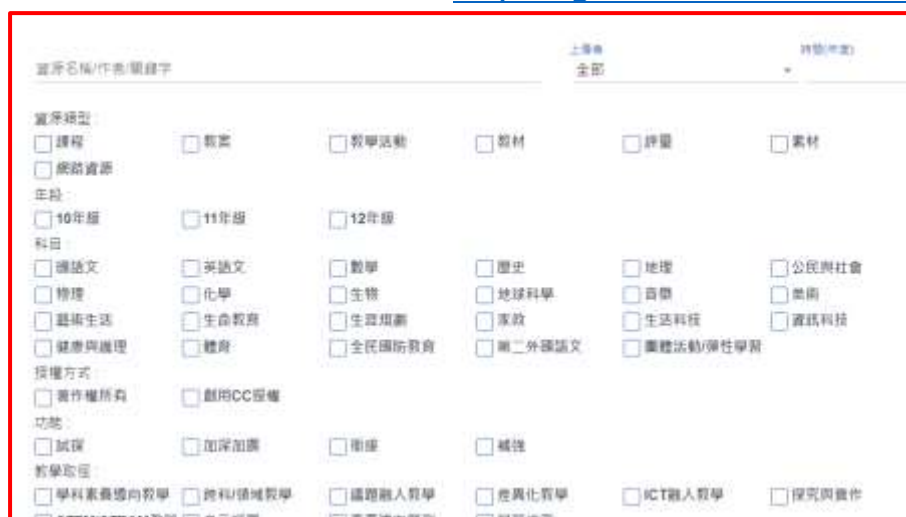 上傳者 時間(年度)
資源名稱/作者/關鍵字 全部
資源類型:
課程 教案 教學活動 教材 評量 素材
網路資源
年段:
10年級 11年級 12年級
科目:
國語文 英語文 數學 歷史 地理 公民與社會
物理 化學 生物 地球科學 音樂 美術
藝術生活 生命教育 生涯規劃 家政 生活科技 資訊科技
健康與護理 體育 全民國防教育 第二外國語文 團體活動/彈性學習
授權方式:
著作權所有 創用CC授權
功能:
試探 加深加廣 銜接 補強
教學取徑:
學科素養導向教學 跨科/領域教學 議題融入教學 差異化教學 ICT融入教學 探究與實作